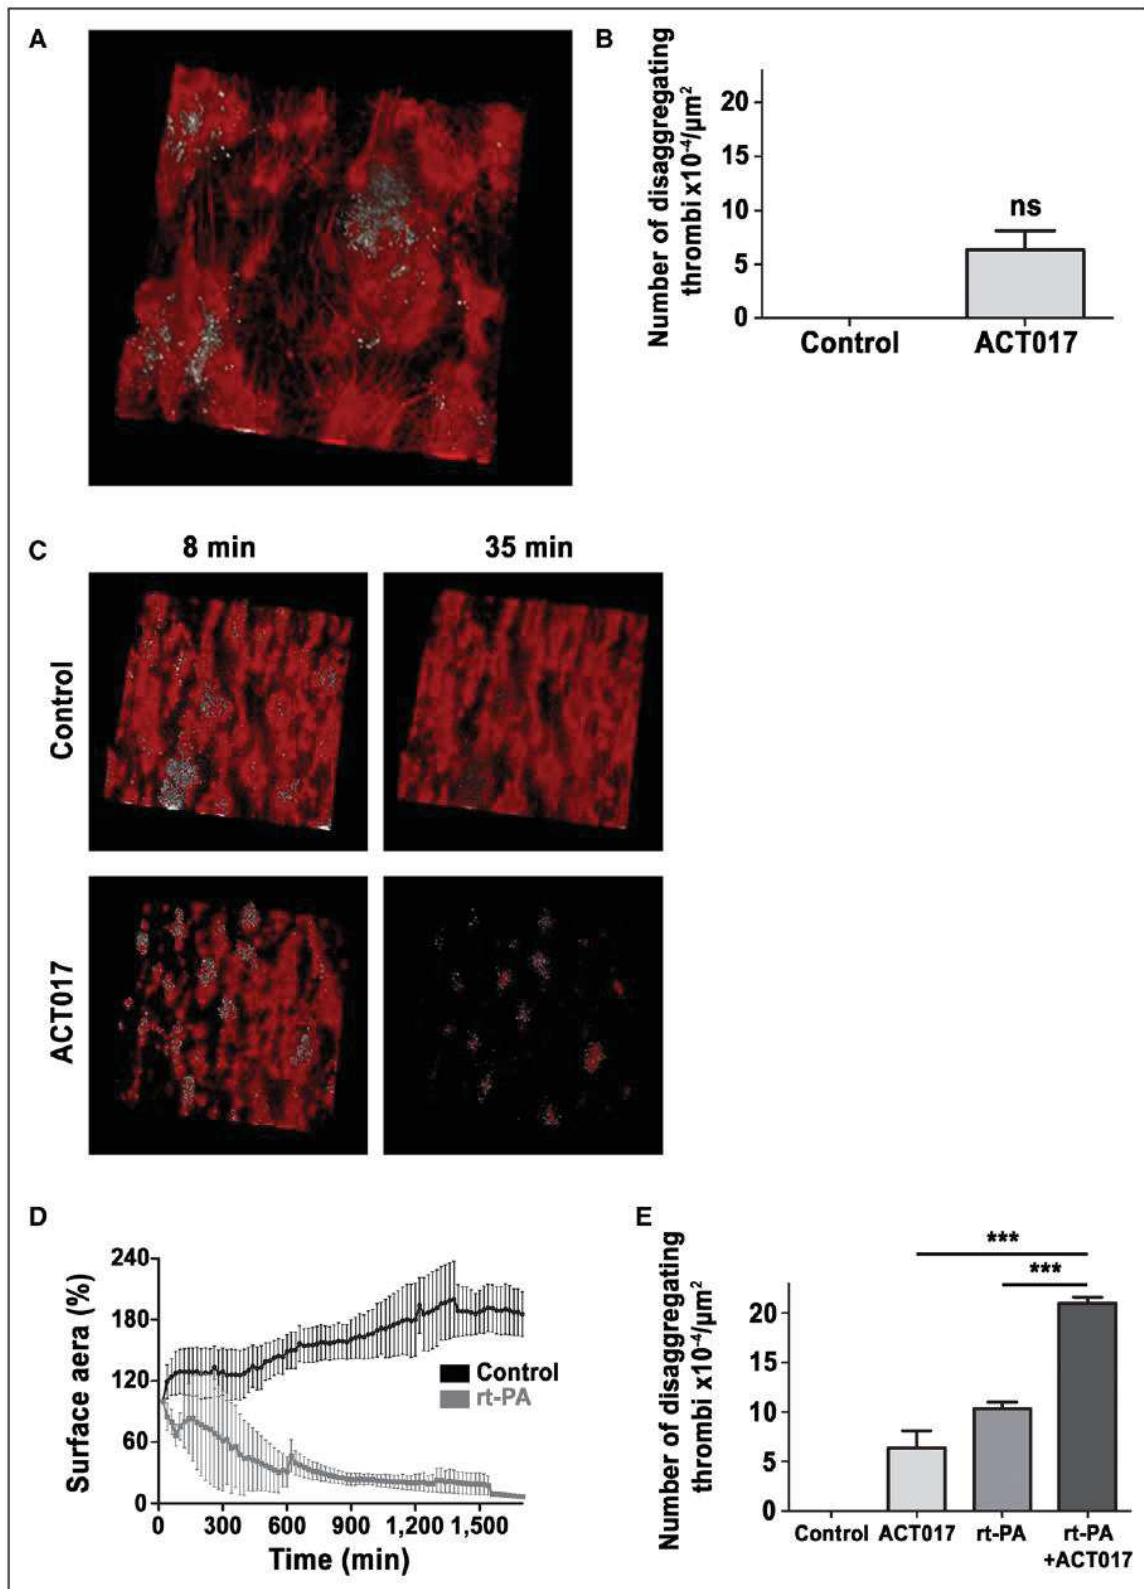 A
B
Number of disaggregating
thrombi x10⁻⁴/µm²
20
15
10
5
0
ns
Control
ACT017
C
8 min
35 min
Control
ACT017
D
Surface aera (%)
240
180
120
60
0
Control
rt-PA
0
300
600
900
1,200
1,500
Time (min)
E
Number of disaggregating
thrombi x10⁻⁴/µm²
20
15
10
5
0
***
***
Control
ACT017
rt-PA
rt-PA
+ACT017